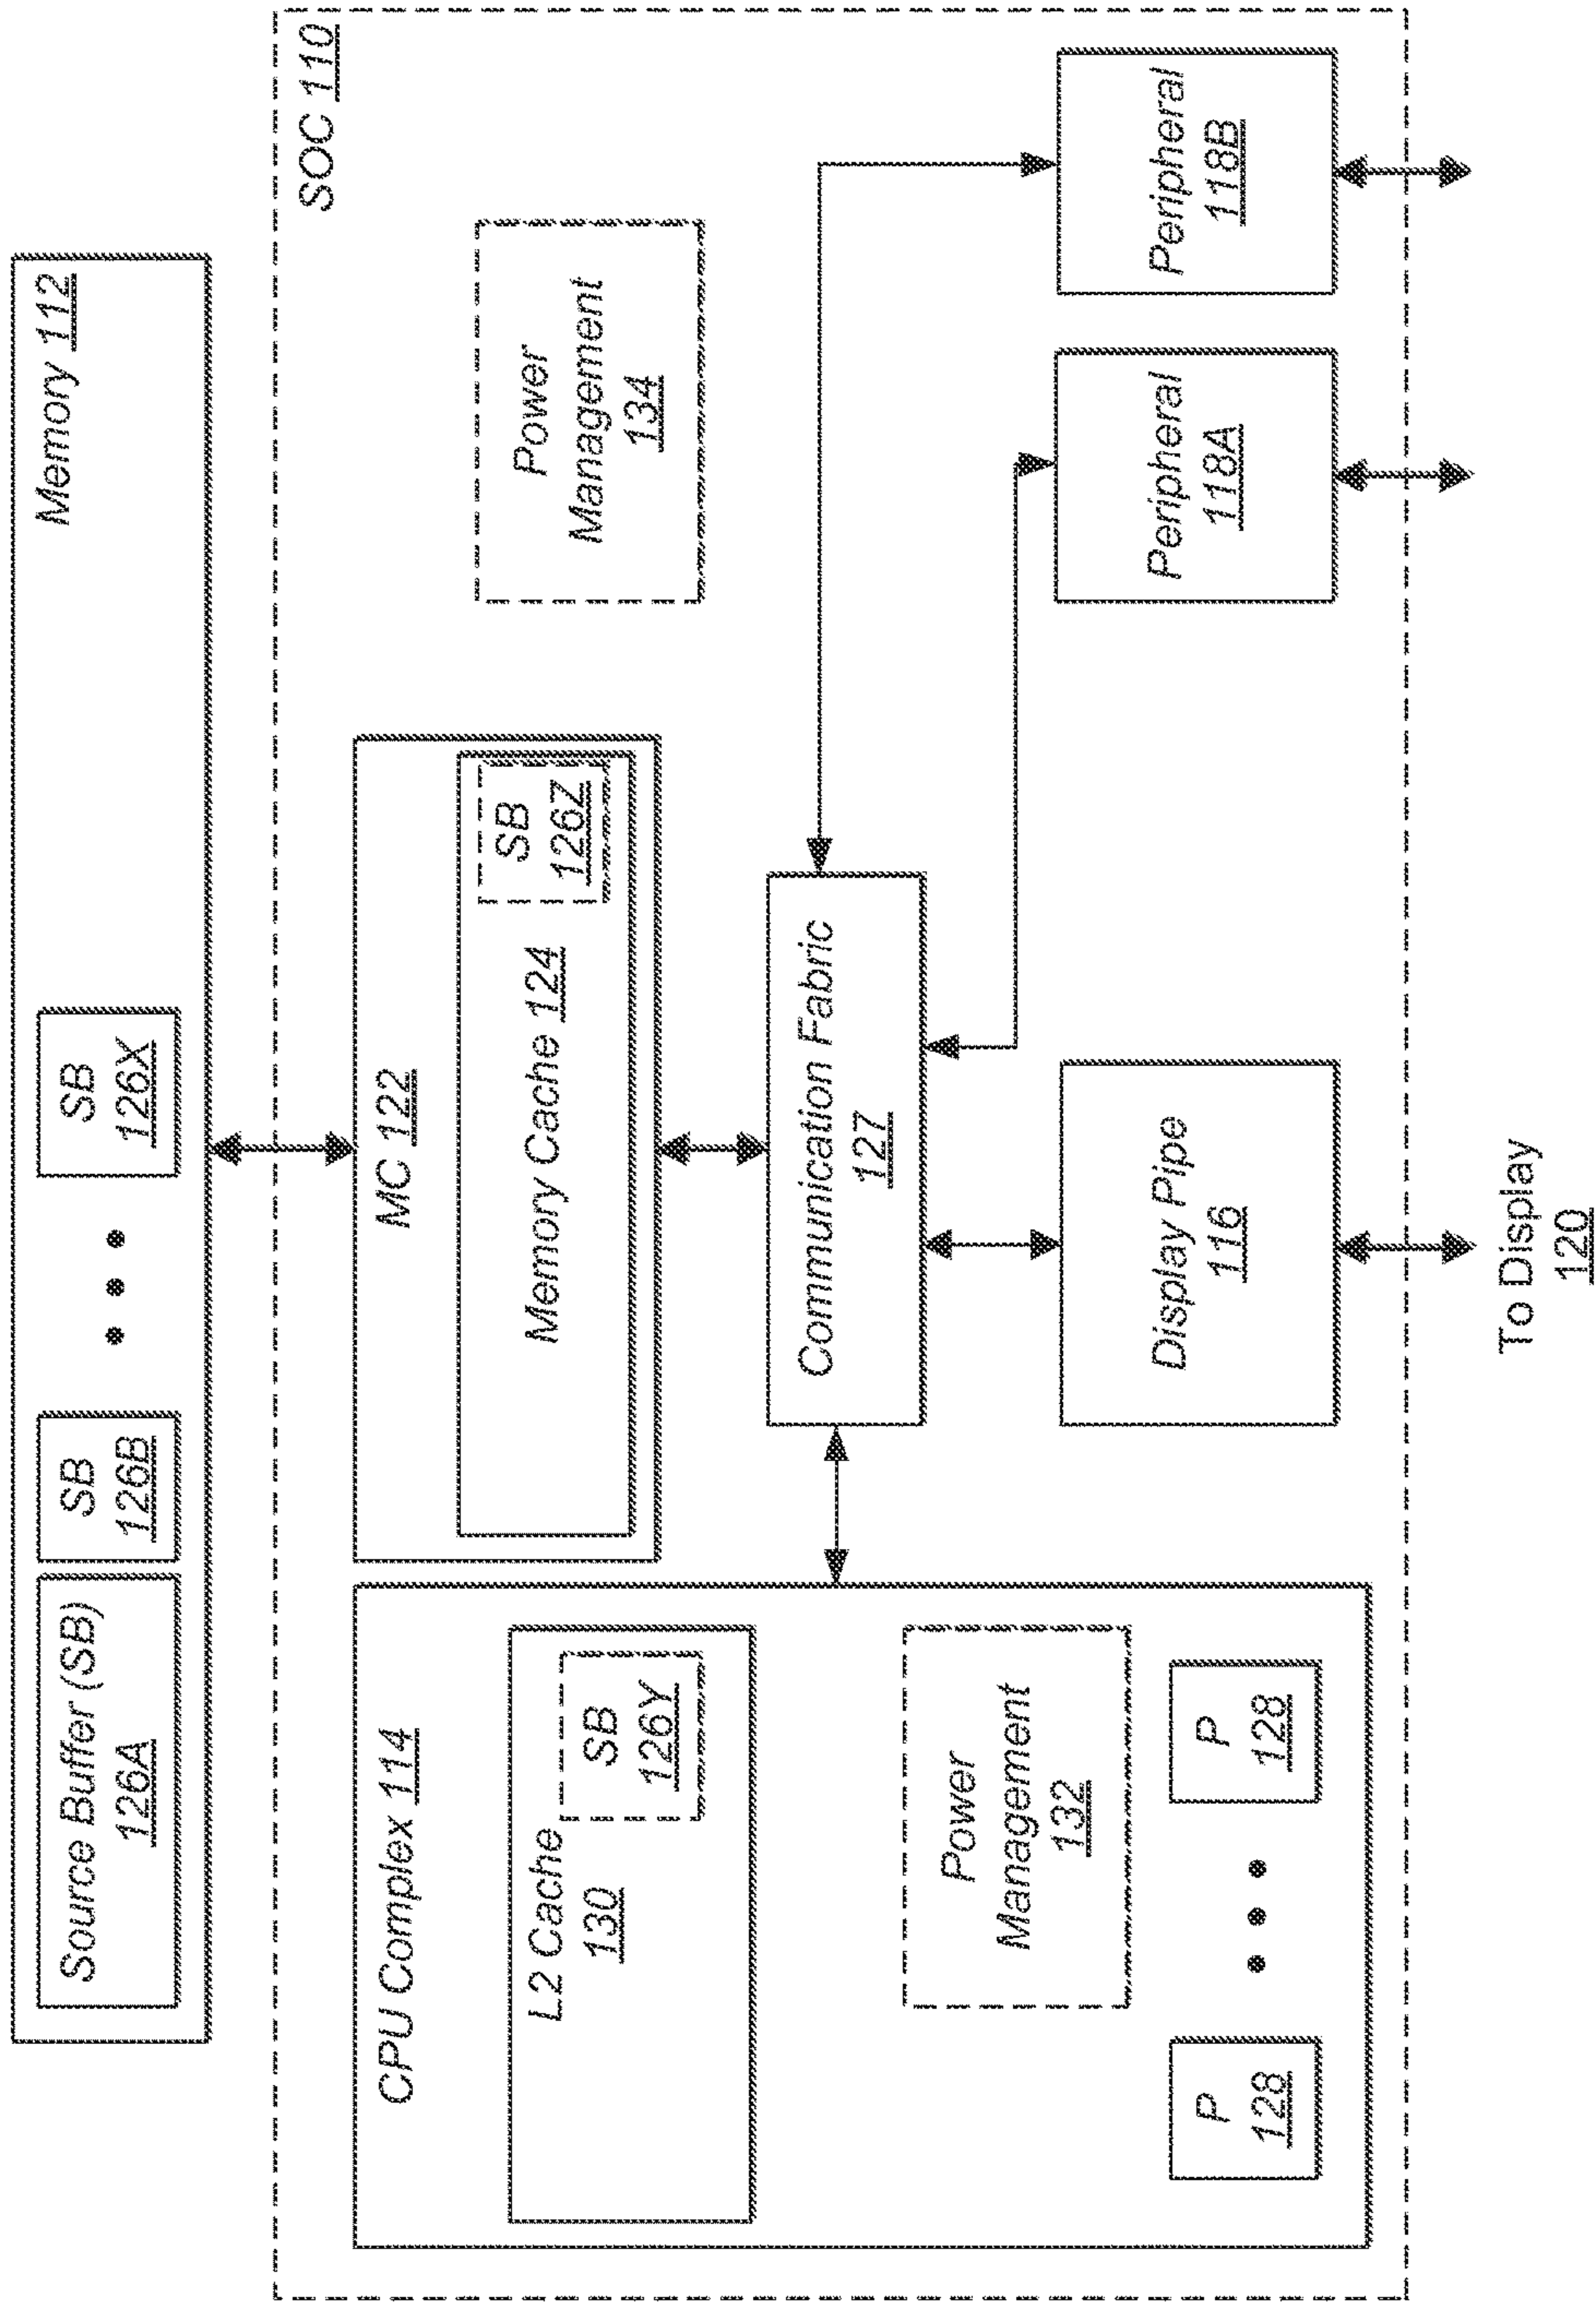 Memory 112
Source Buffer (SB)
126A
SB
126B
SB
126X
SOC 110
CPU Complex 114
L2 Cache
130
SB
126Y
Power
Management
132
P
128
P
128
MC 122
Memory Cache 124
SB
126Z
Power
Management
134
Communication Fabric
127
Display Pipe
116
Peripheral
118A
Peripheral
118B
To Display
120